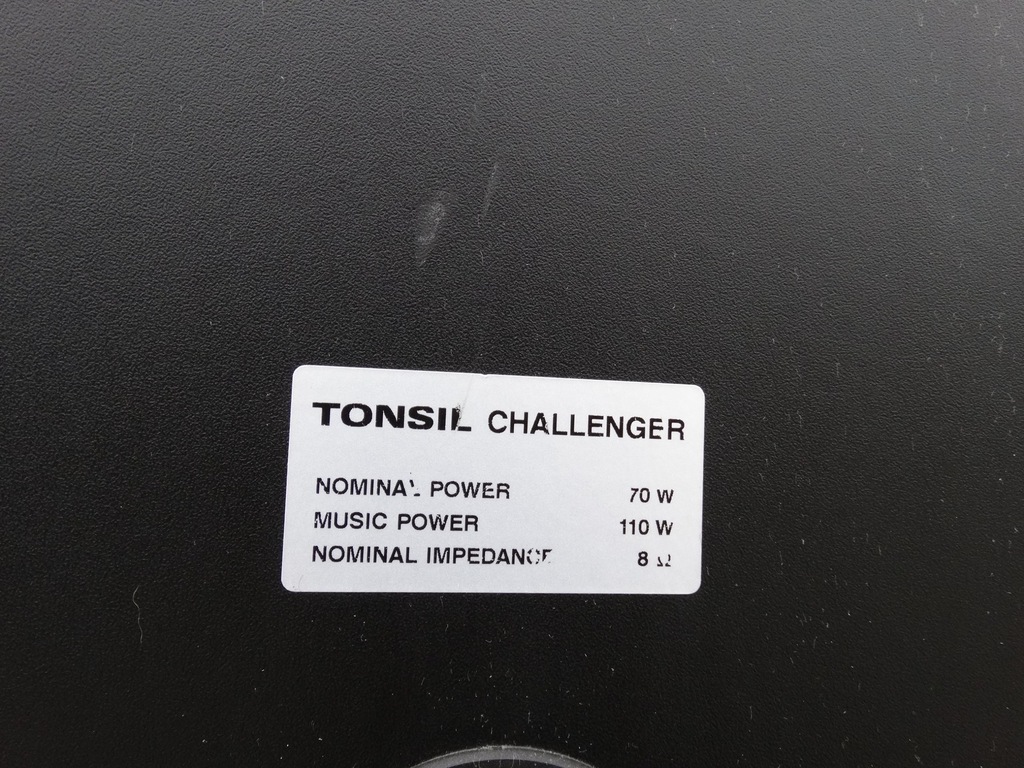 TONSIL CHALLENGER
NOMINAL POWER 70 W
MUSIC POWER 110 W
NOMINAL IMPEDANCE 8 Ω